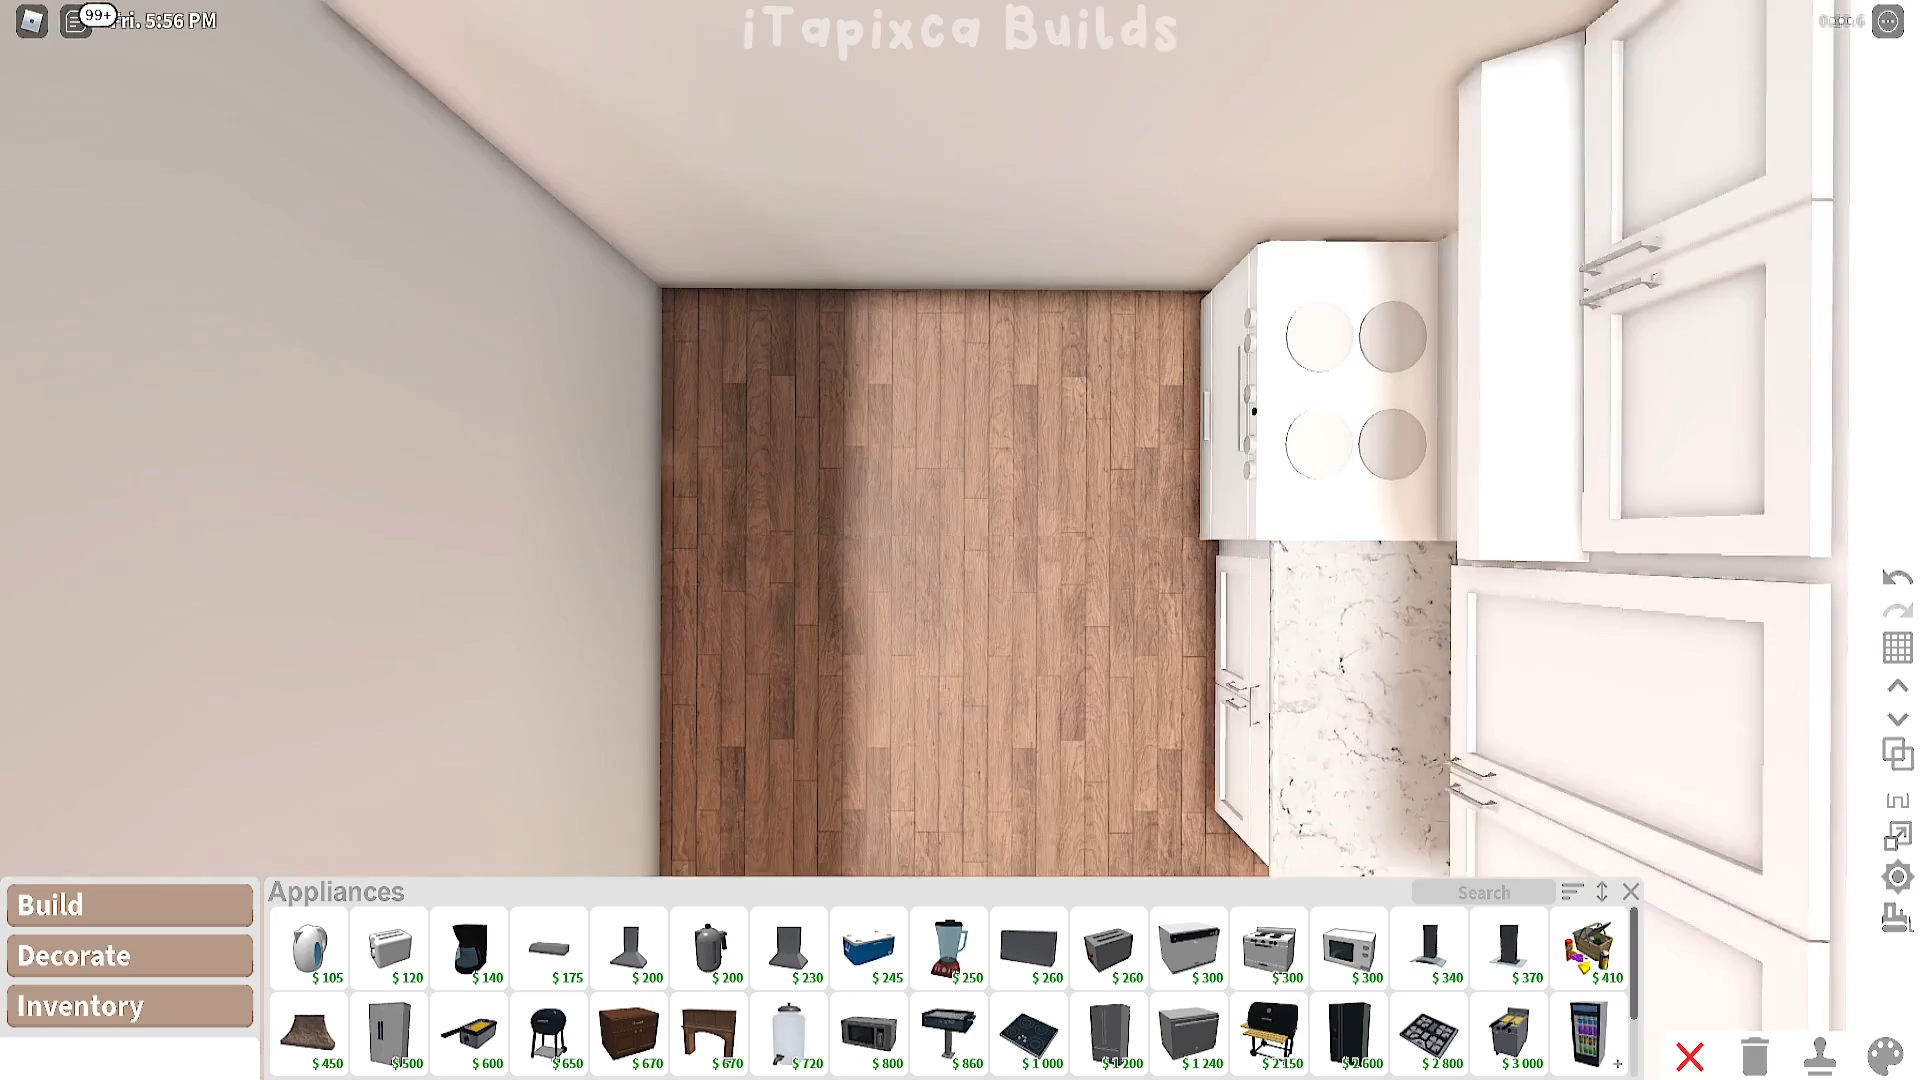 99+
Fri. 5:56 PM
iTapixca Builds
Build
Decorate
Inventory
Appliances
Search
$ 105
$ 120
$ 140
$ 175
$ 200
$ 200
$ 230
$ 245
$ 250
$ 260
$ 260
$ 300
$ 300
$ 300
$ 340
$ 370
$ 410
$ 450
$ 500
$ 600
$ 650
$ 670
$ 670
$ 720
$ 800
$ 860
$ 1 000
$ 1 200
$ 1 240
$ 2 150
$ 2 600
$ 2 800
$ 3 000
+